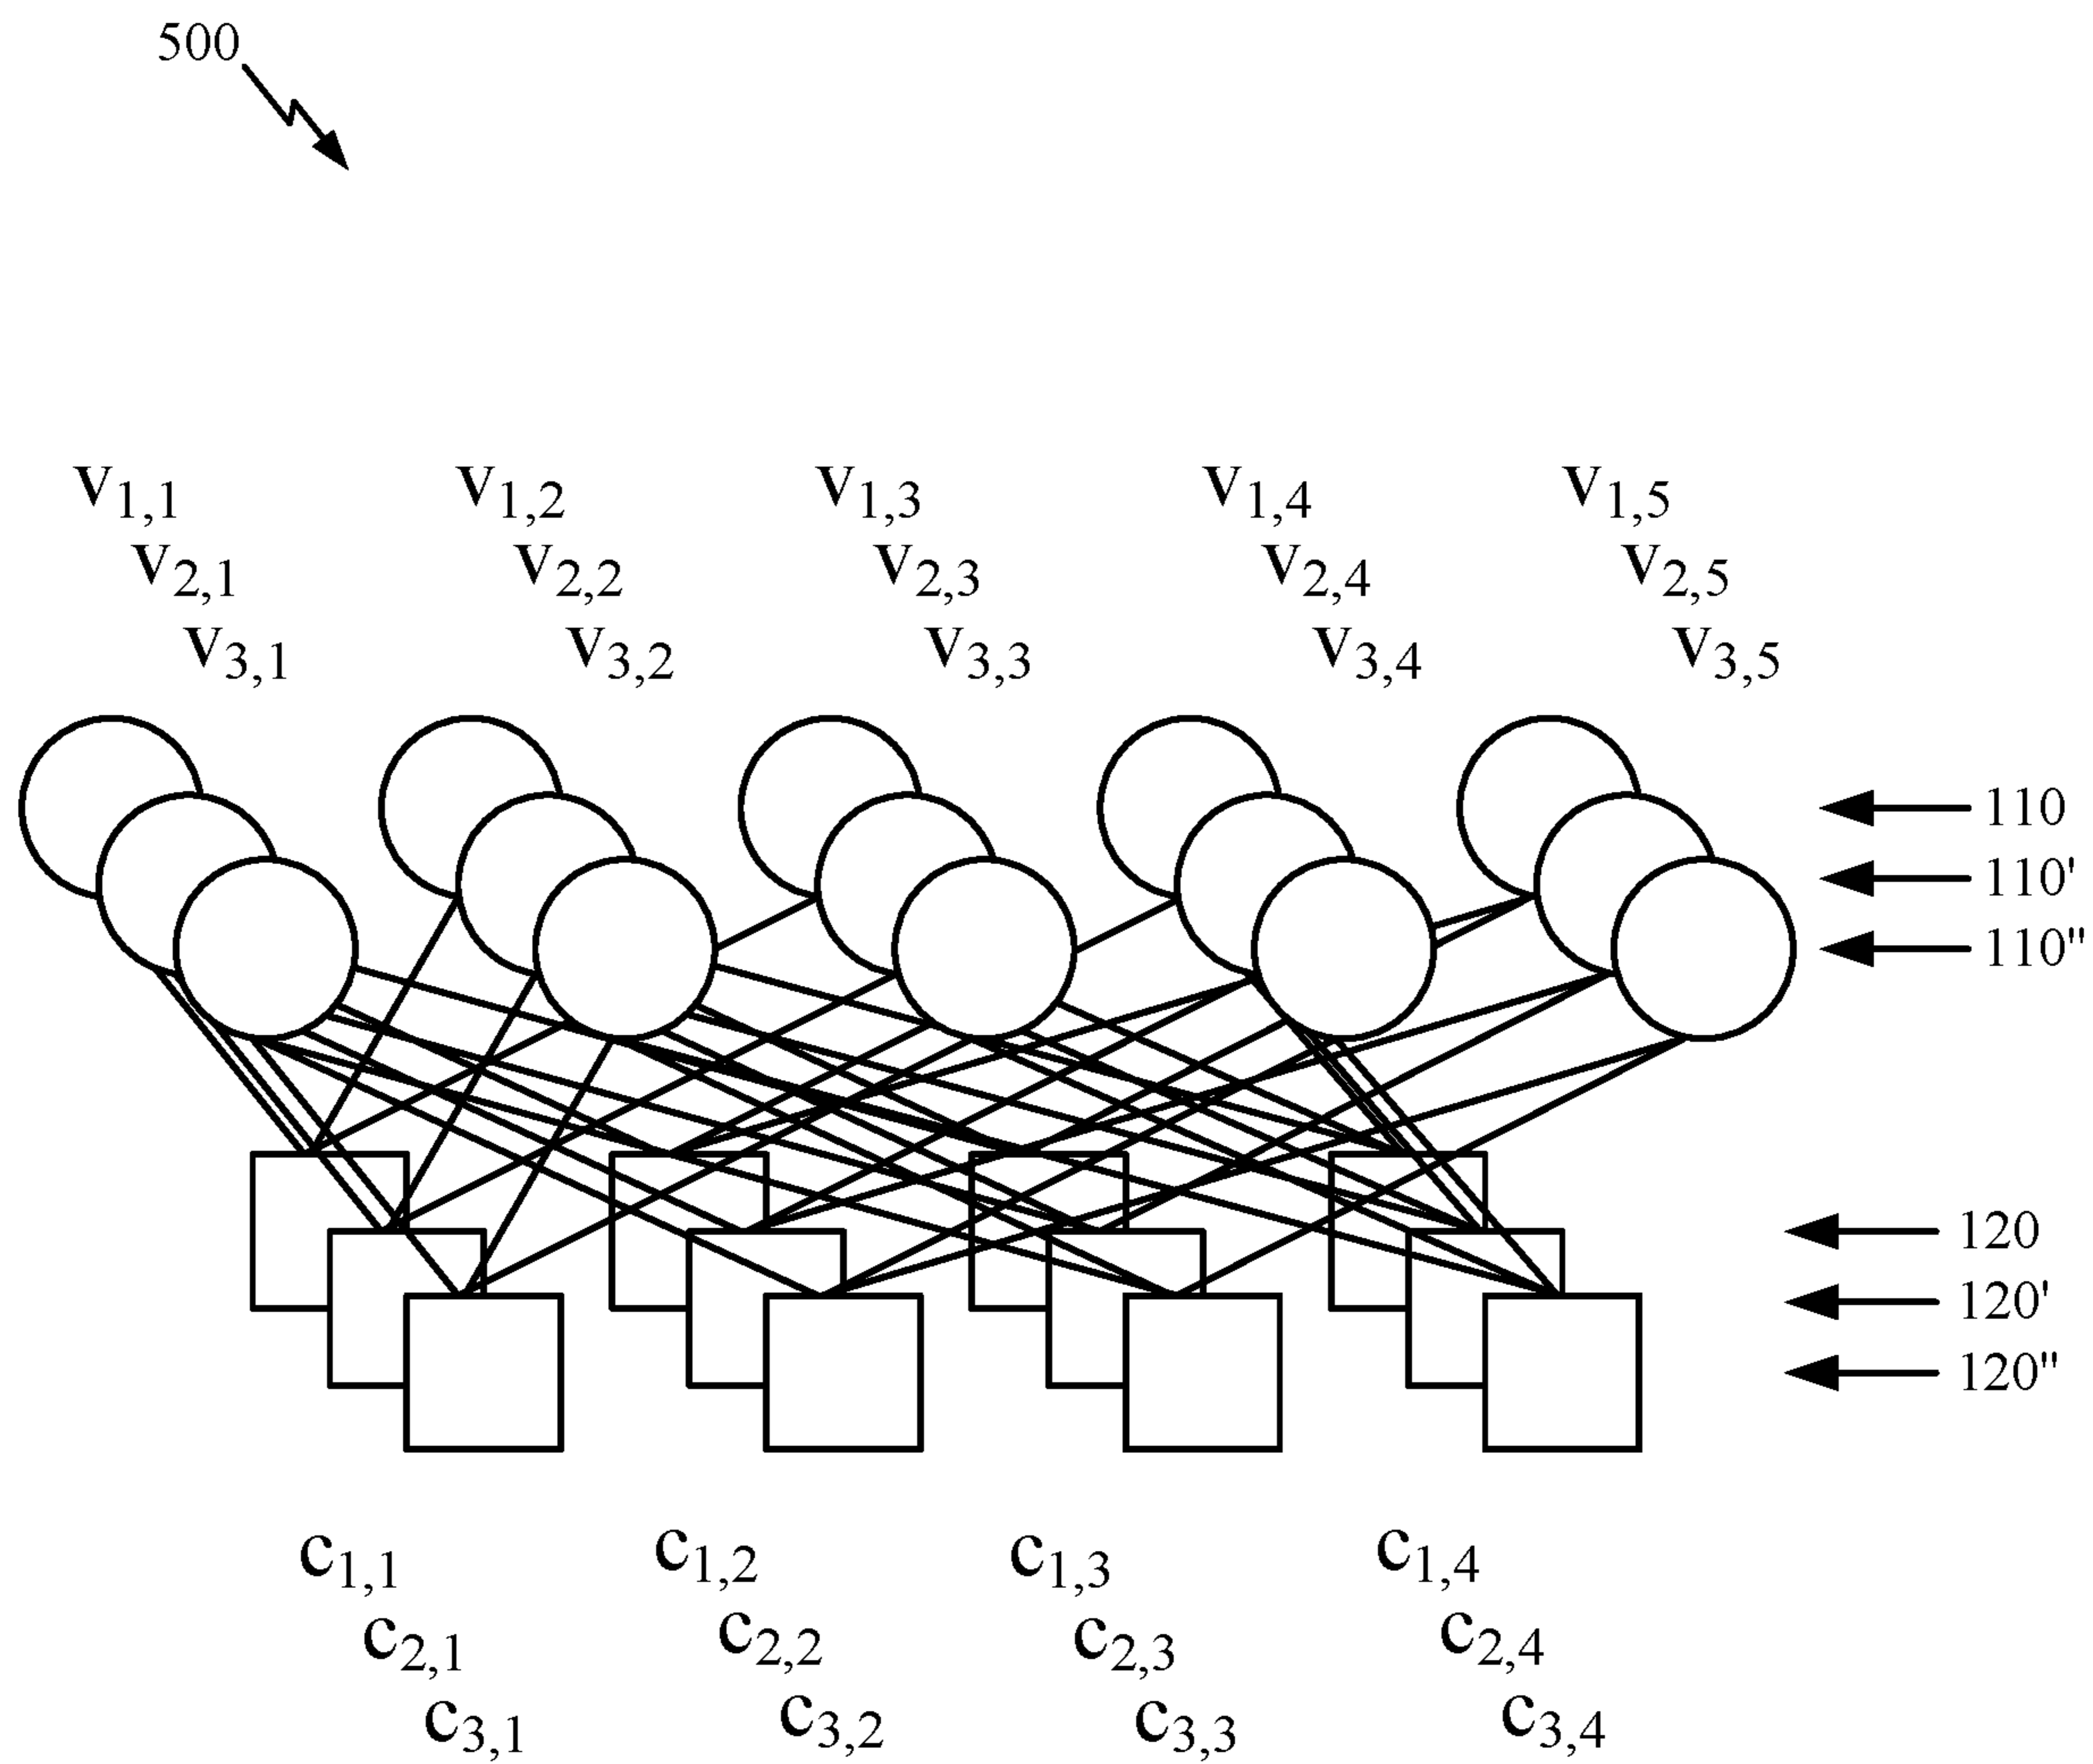 500
v1,1 v1,2 v1,3 v1,4 v1,5
v2,1 v2,2 v2,3 v2,4 v2,5
v3,1 v3,2 v3,3 v3,4 v3,5
110
110'
110"
120
120'
120"
c1,1 c1,2 c1,3 c1,4
c2,1 c2,2 c2,3 c2,4
c3,1 c3,2 c3,3 c3,4